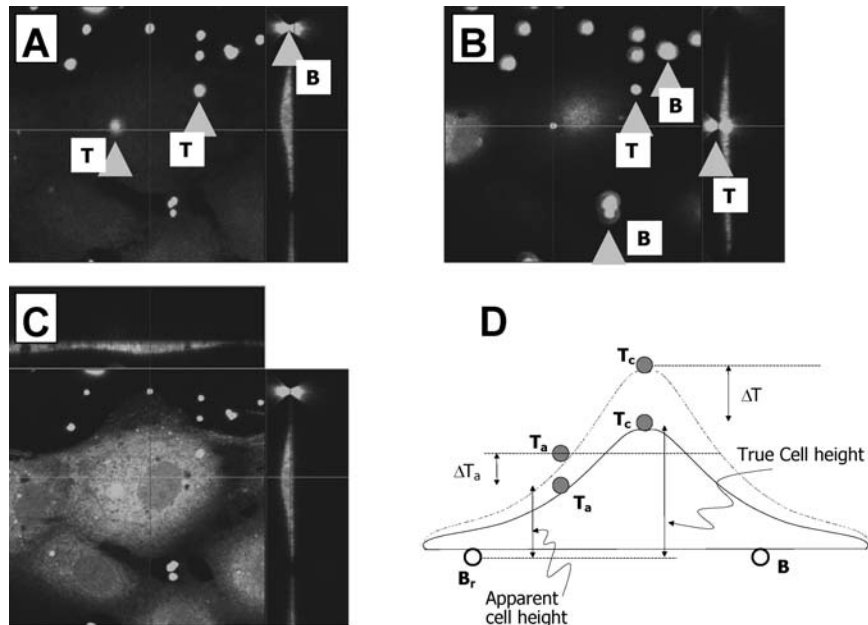 A
B
T
T
B
B
T
T
B
C
D
Tc
ΔT
Tc
Ta
ΔTa
True Cell height
Ta
Br
B
Apparent
cell height